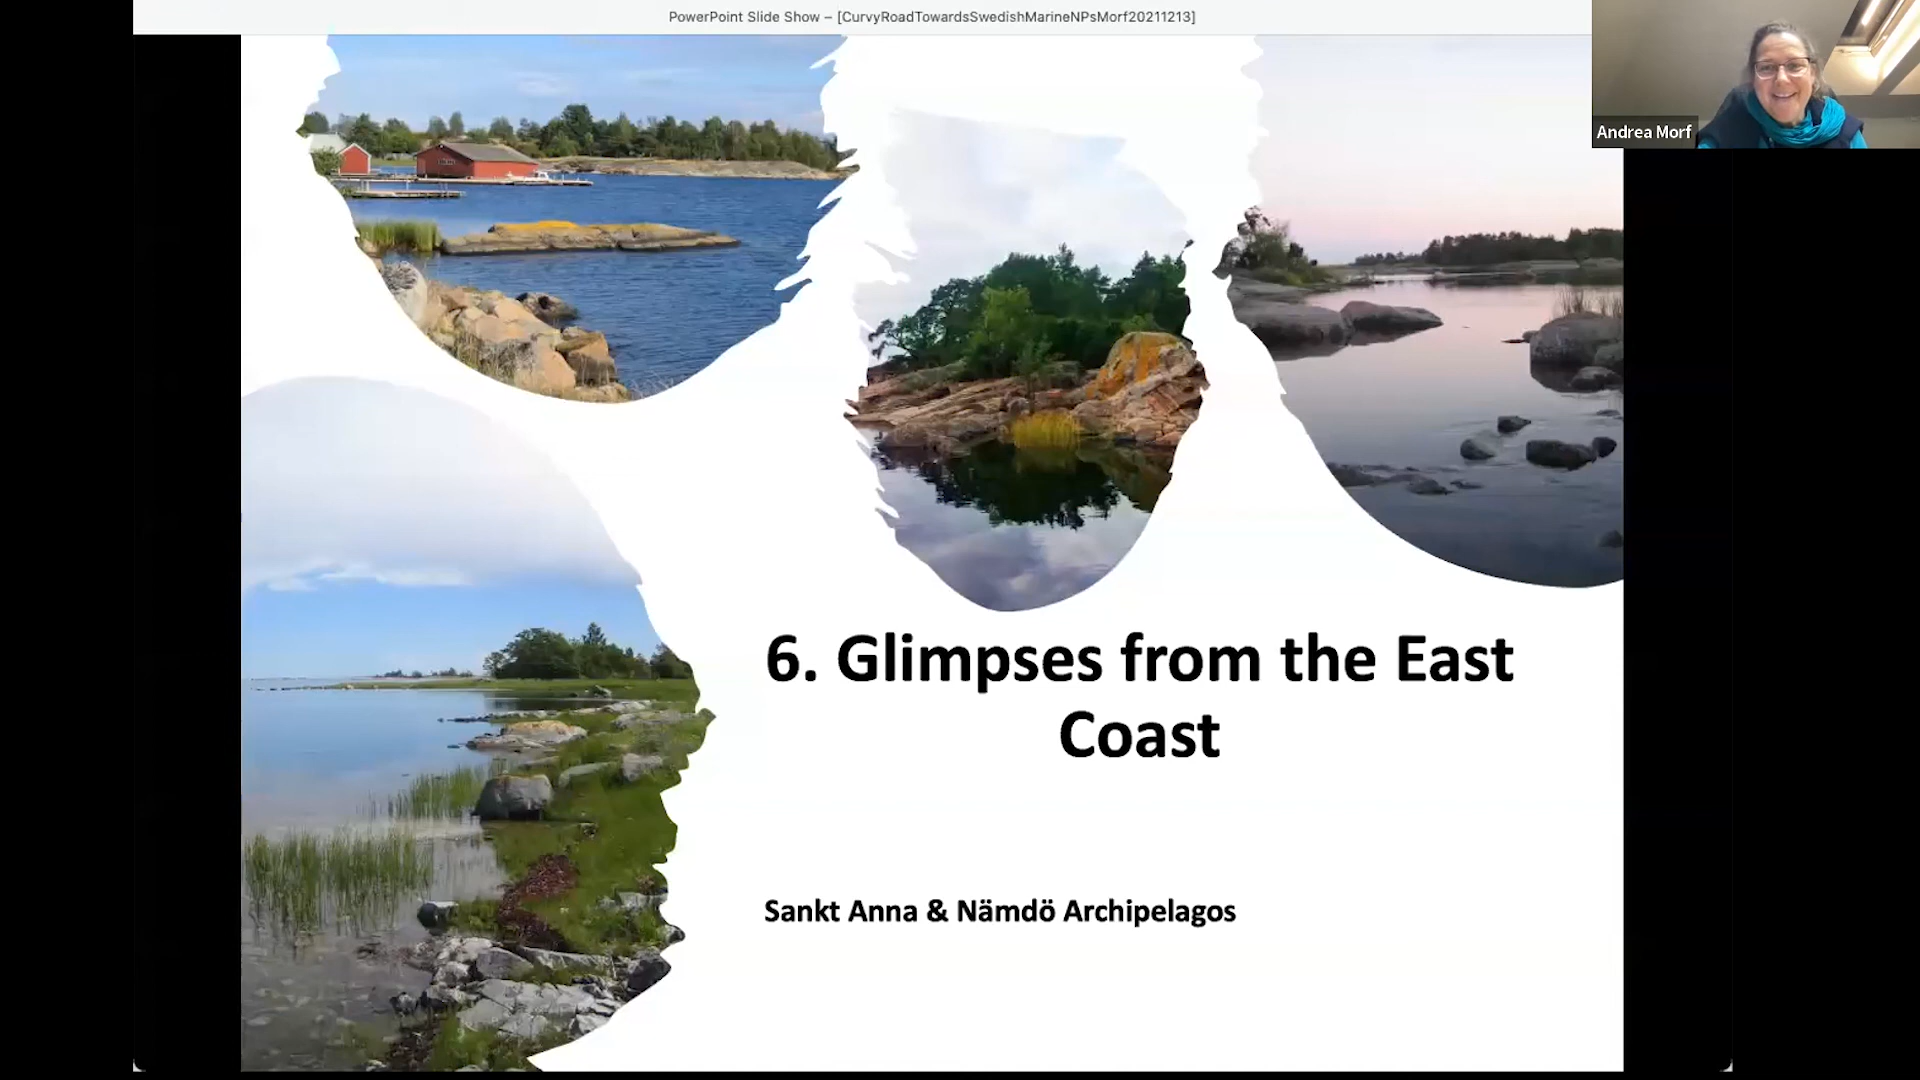 PowerPoint Slide Show – [CurvyRoadTowardsSwedishMarineNPsMorf20211213]
Andrea Morf
6. Glimpses from the East
Coast
Sankt Anna & Nämdö Archipelagos